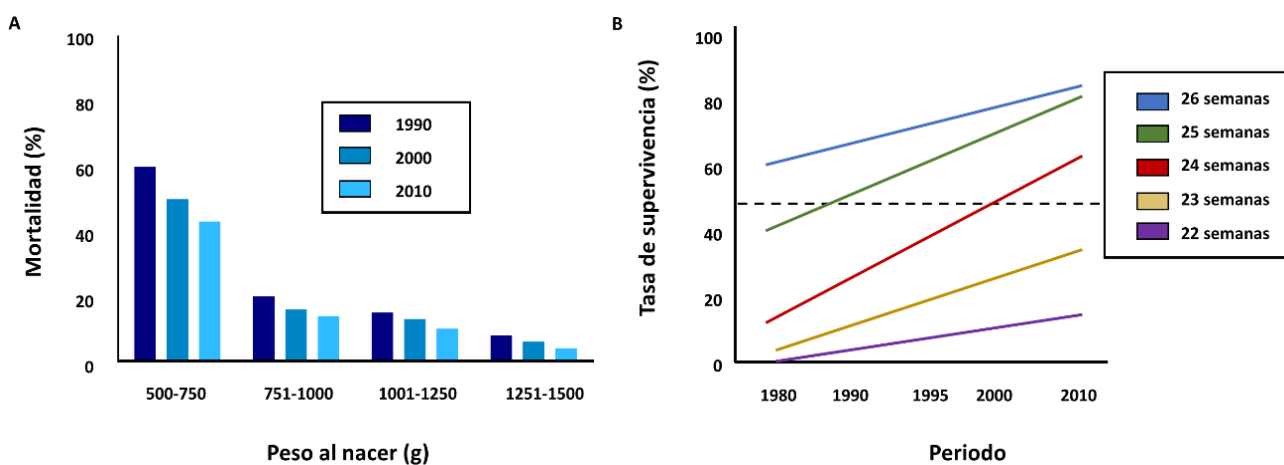 A
Mortalidad (%)
100
80
60
40
20
0
1990
2000
2010
500-750
751-1000
1001-1250
1251-1500
Peso al nacer (g)
B
Tasa de supervivencia (%)
100
80
60
40
20
0
26 semanas
25 semanas
24 semanas
23 semanas
22 semanas
1980
1990
1995
2000
2010
Periodo